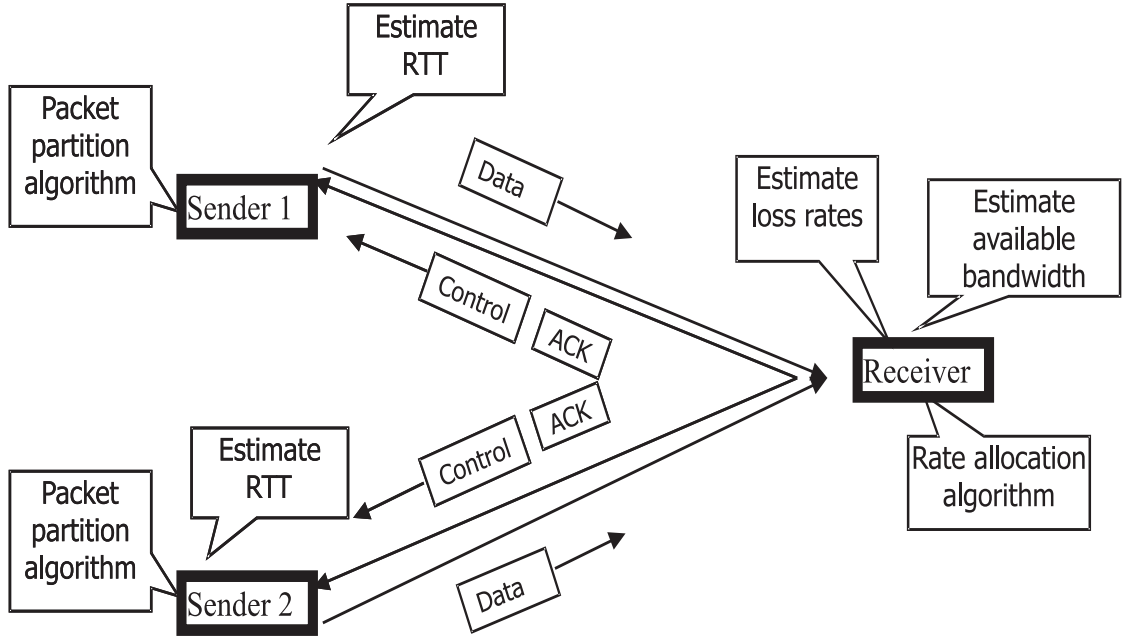 Estimate
RTT
Packet
partition
algorithm
Sender 1
Data
Control
ACK
Estimate
loss rates
Estimate
available
bandwidth
Receiver
Rate allocation
algorithm
ACK
Control
Estimate
RTT
Packet
partition
algorithm
Sender 2
Data